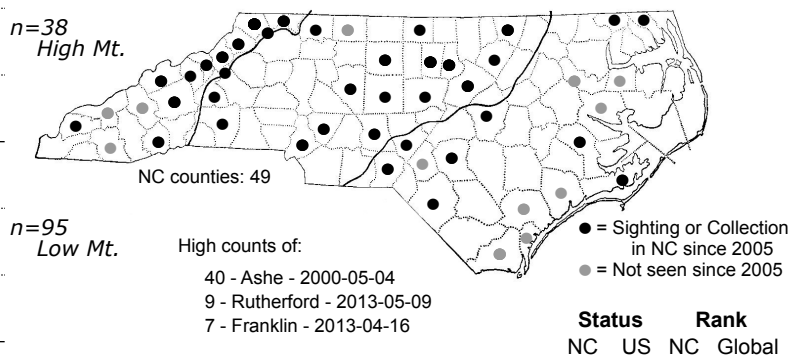 n=38
High Mt.
NC counties: 49
n=95
Low Mt.
High counts of:
40 - Ashe - 2000-05-04
9 - Rutherford - 2013-05-09
7 - Franklin - 2013-04-16
= Sighting or Collection
in NC since 2005
= Not seen since 2005
Status Rank
NC US NC Global